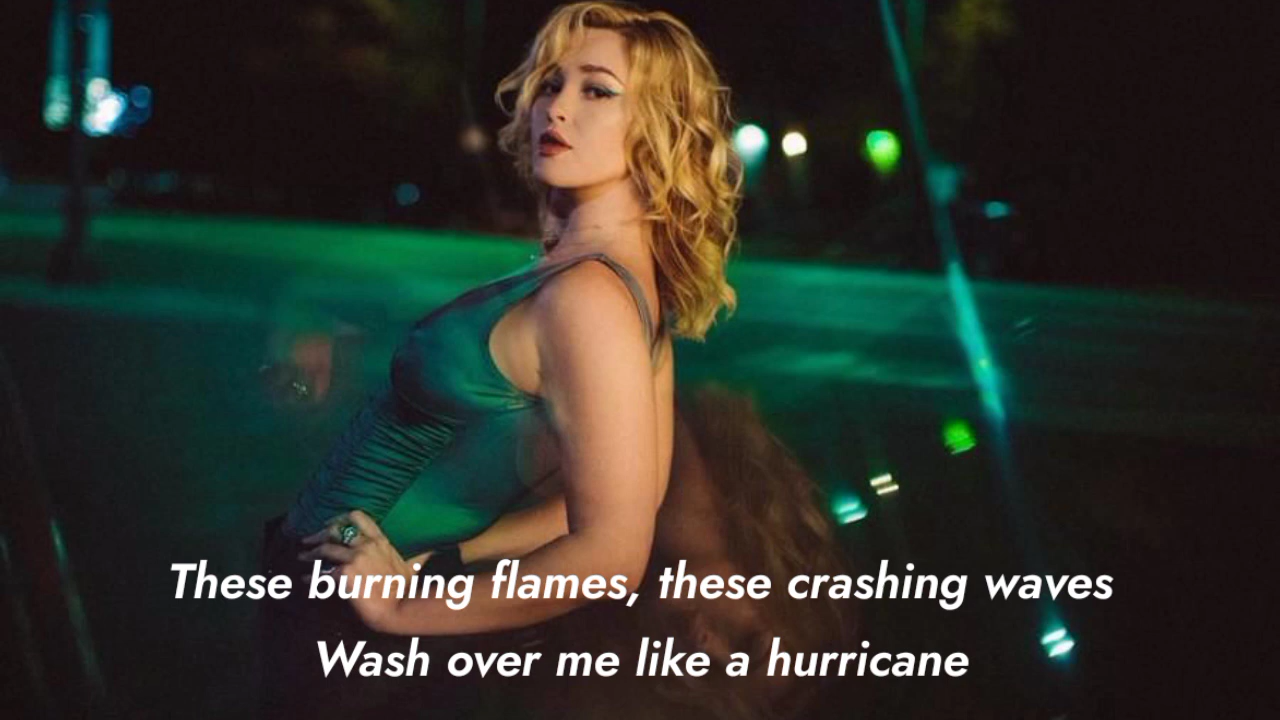 These burning flames, these crashing waves
Wash over me like a hurricane